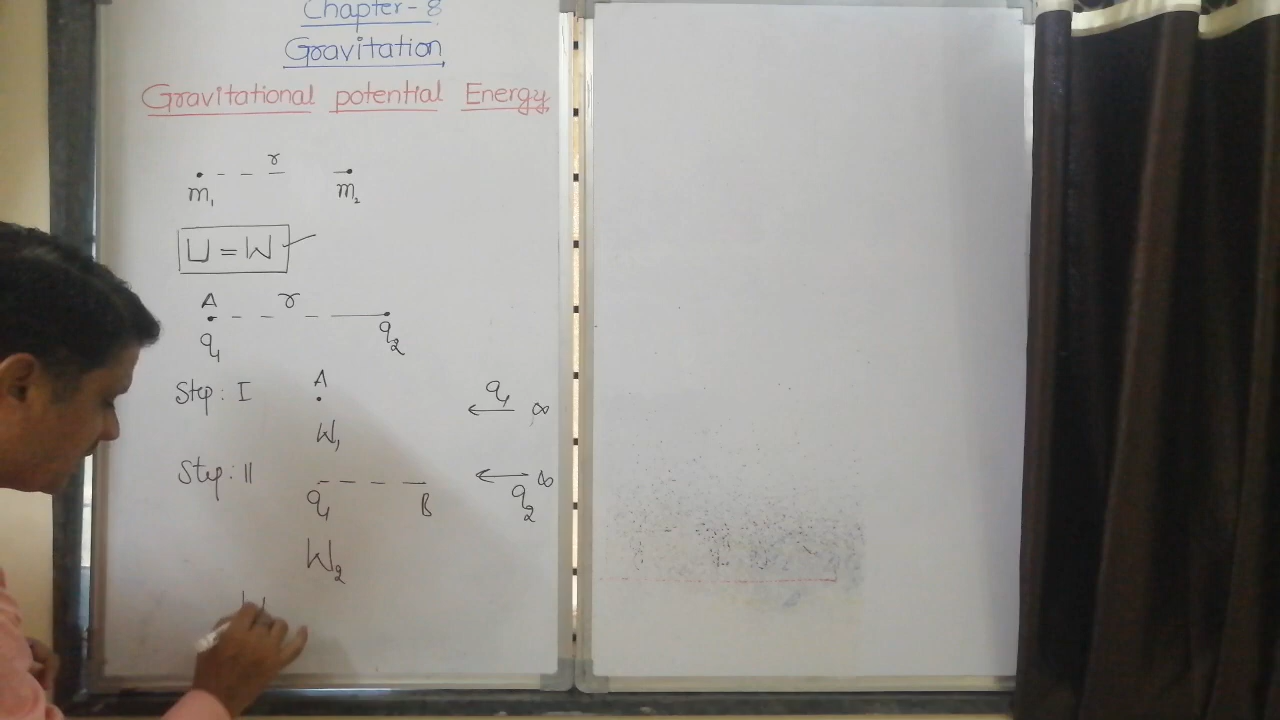 Chapter - 8
Gravitation
Gravitational potential Energy
r
m₁ m₂
U = W
A r
q₁ q₂
Step : I A q₁ ∞
W₁
Step : II q₁ B ∞ q₂
W₂
W